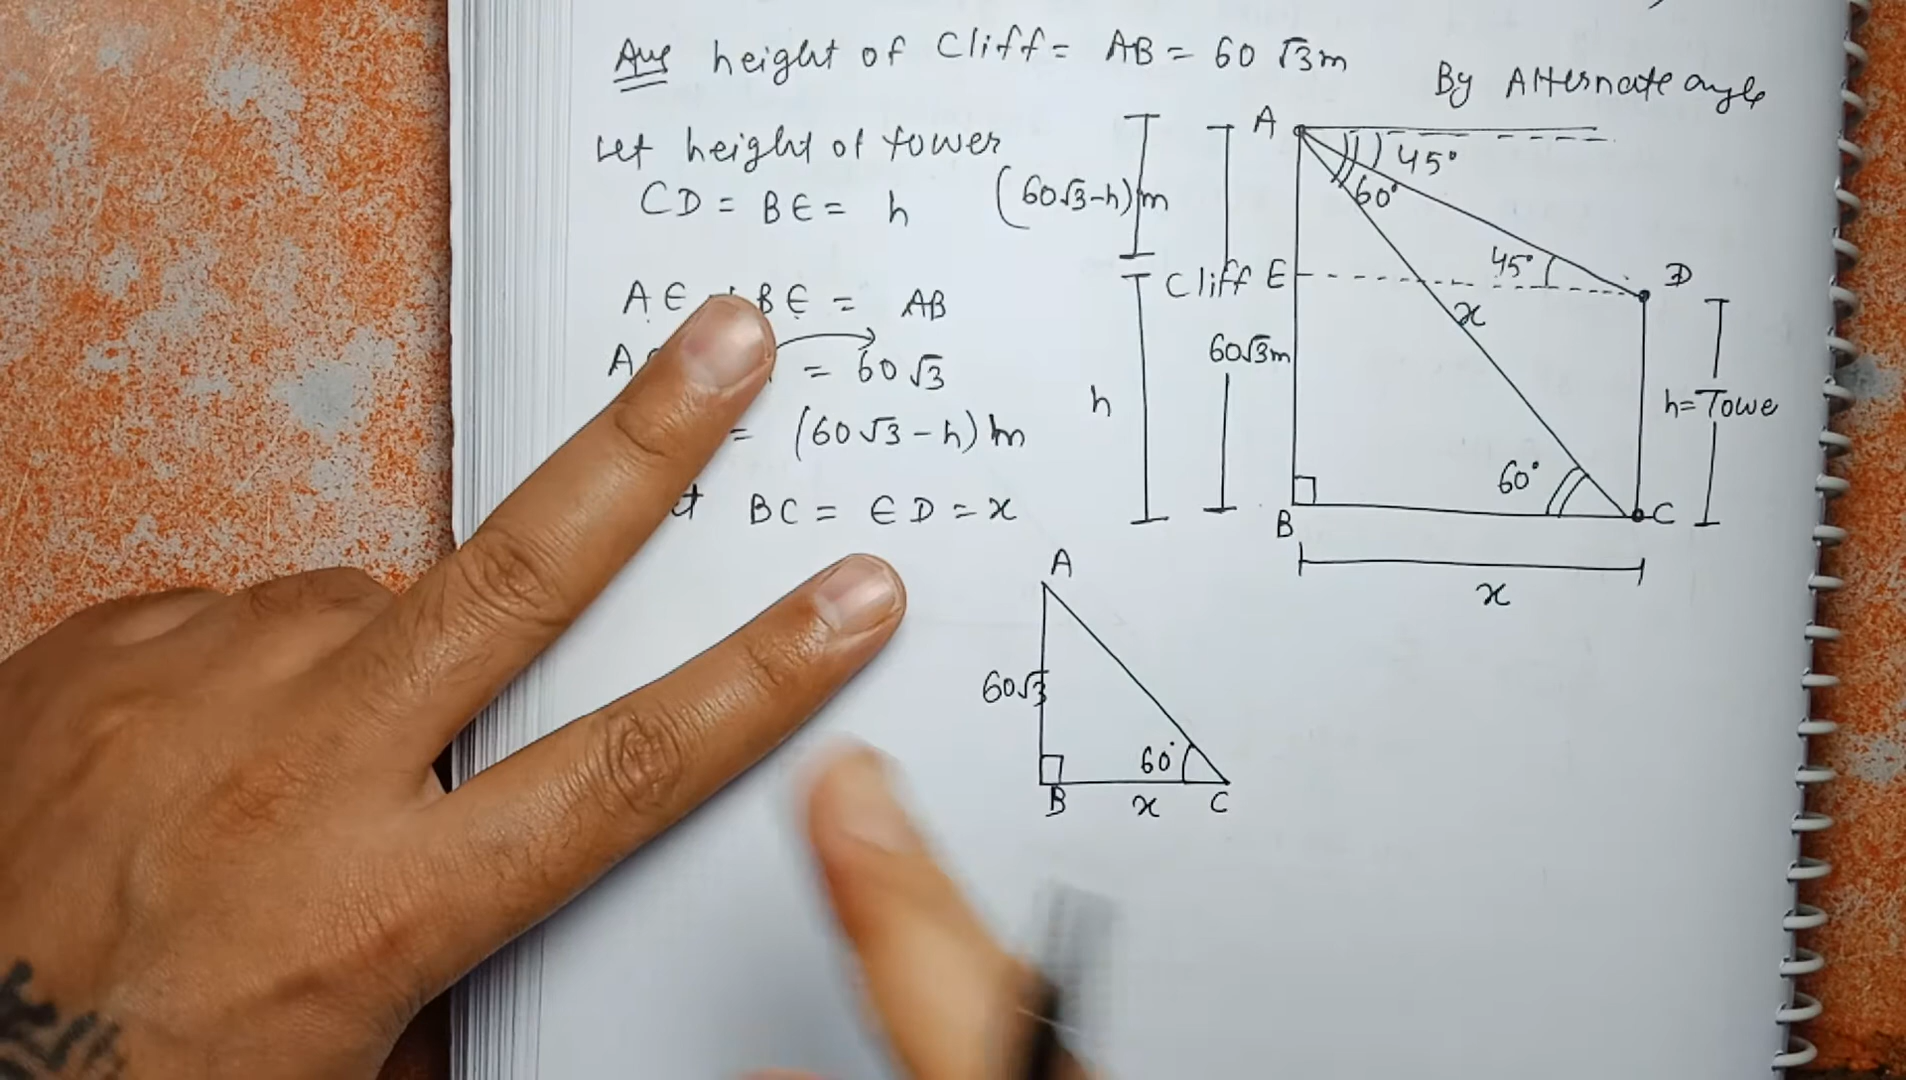 Ans height of Cliff = AB = 60 √3m
By Alternate angle
Let height of tower
CD = BE = h
AE BE = AB
A = 60 √3
= (60 √3 - h) m
BC = ED = x
(60√3-h) m
A
45°
60°
45°
D
Cliff E
x
60√3m
h
h= Towe
60°
B
C
x
A
60√3
60°
B
x
C